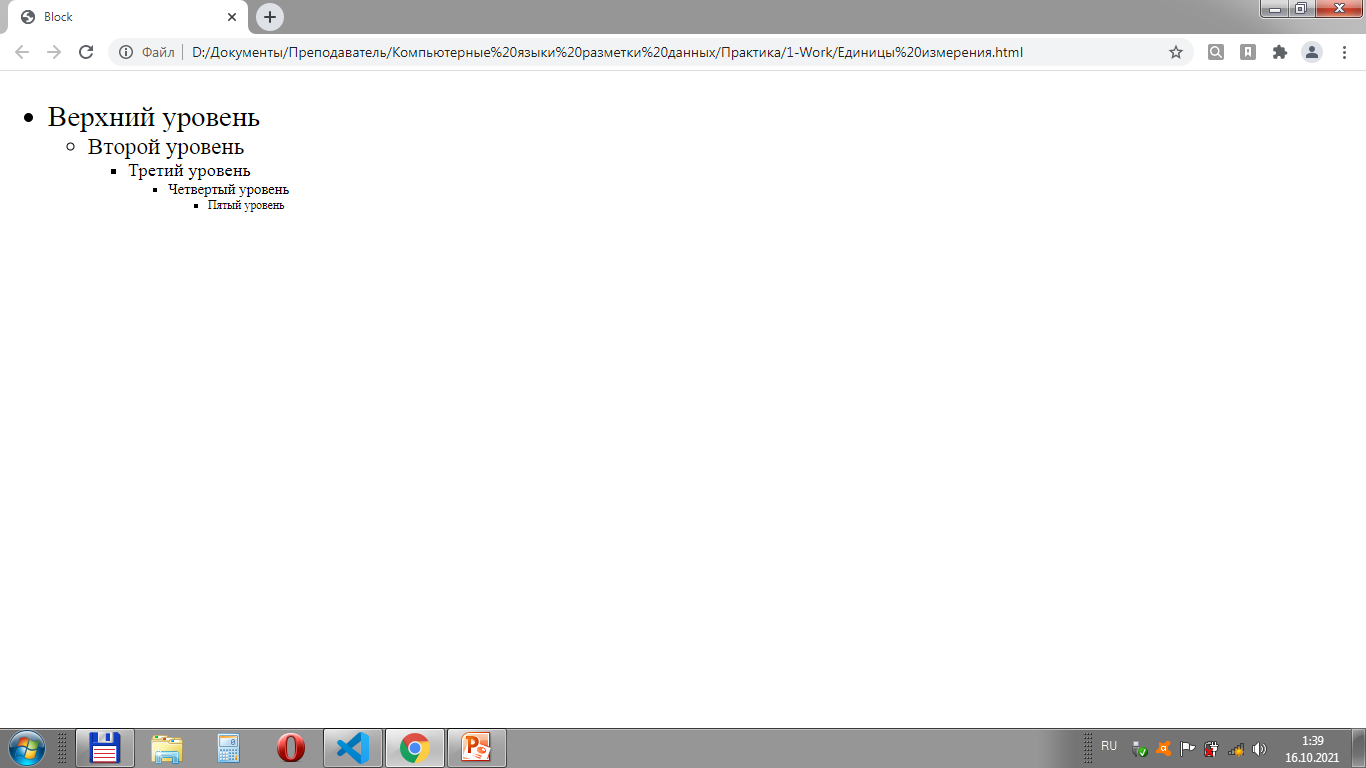 Block
Файл D:/Документы/Преподаватель/Компьютерные%20языки%20разметки%20данных/Практика/1-Work/Единицы%20измерения.html
Верхний уровень
Второй уровень
Третий уровень
Четвертый уровень
Пятый уровень
RU
1:39
16.10.2021